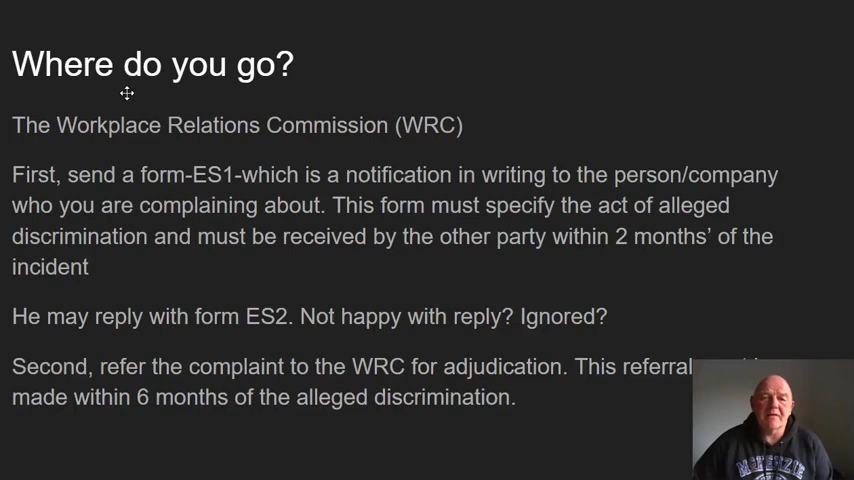 Where do you go?
The Workplace Relations Commission (WRC)
First, send a form-ES1-which is a notification in writing to the person/company
who you are complaining about. This form must specify the act of alleged
discrimination and must be received by the other party within 2 months’ of the
incident
He may reply with form ES2. Not happy with reply? Ignored?
Second, refer the complaint to the WRC for adjudication. This referral
made within 6 months of the alleged discrimination.
MCKENZIE